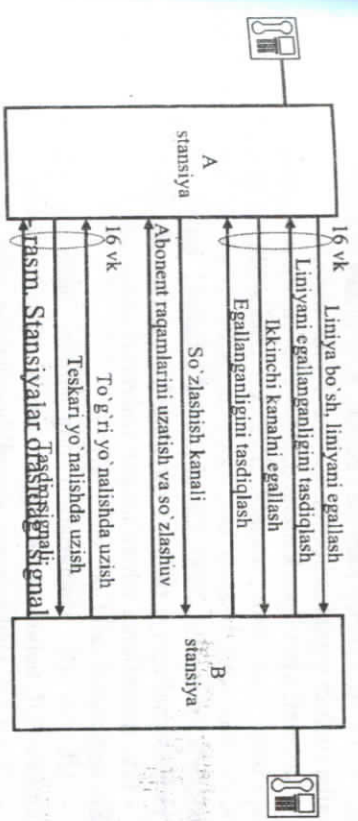 A
stansiya
16 vk
Liniya bo`sh, liniyani egallash
Liniyani egallanganligini tasdiqlash
Ikkinchi kanalni egallash
Egallanganligini tasdiqlash
So`zlashish kanali
Abonent raqamlarini uzatish va so`zlashuv
16 vk
To`g`ri yo`nalishda uzish
Teskari yo`nalishda uzish
Tasdiq signali
rasm. Stansiyalar orasidagi signal
B
stansiya